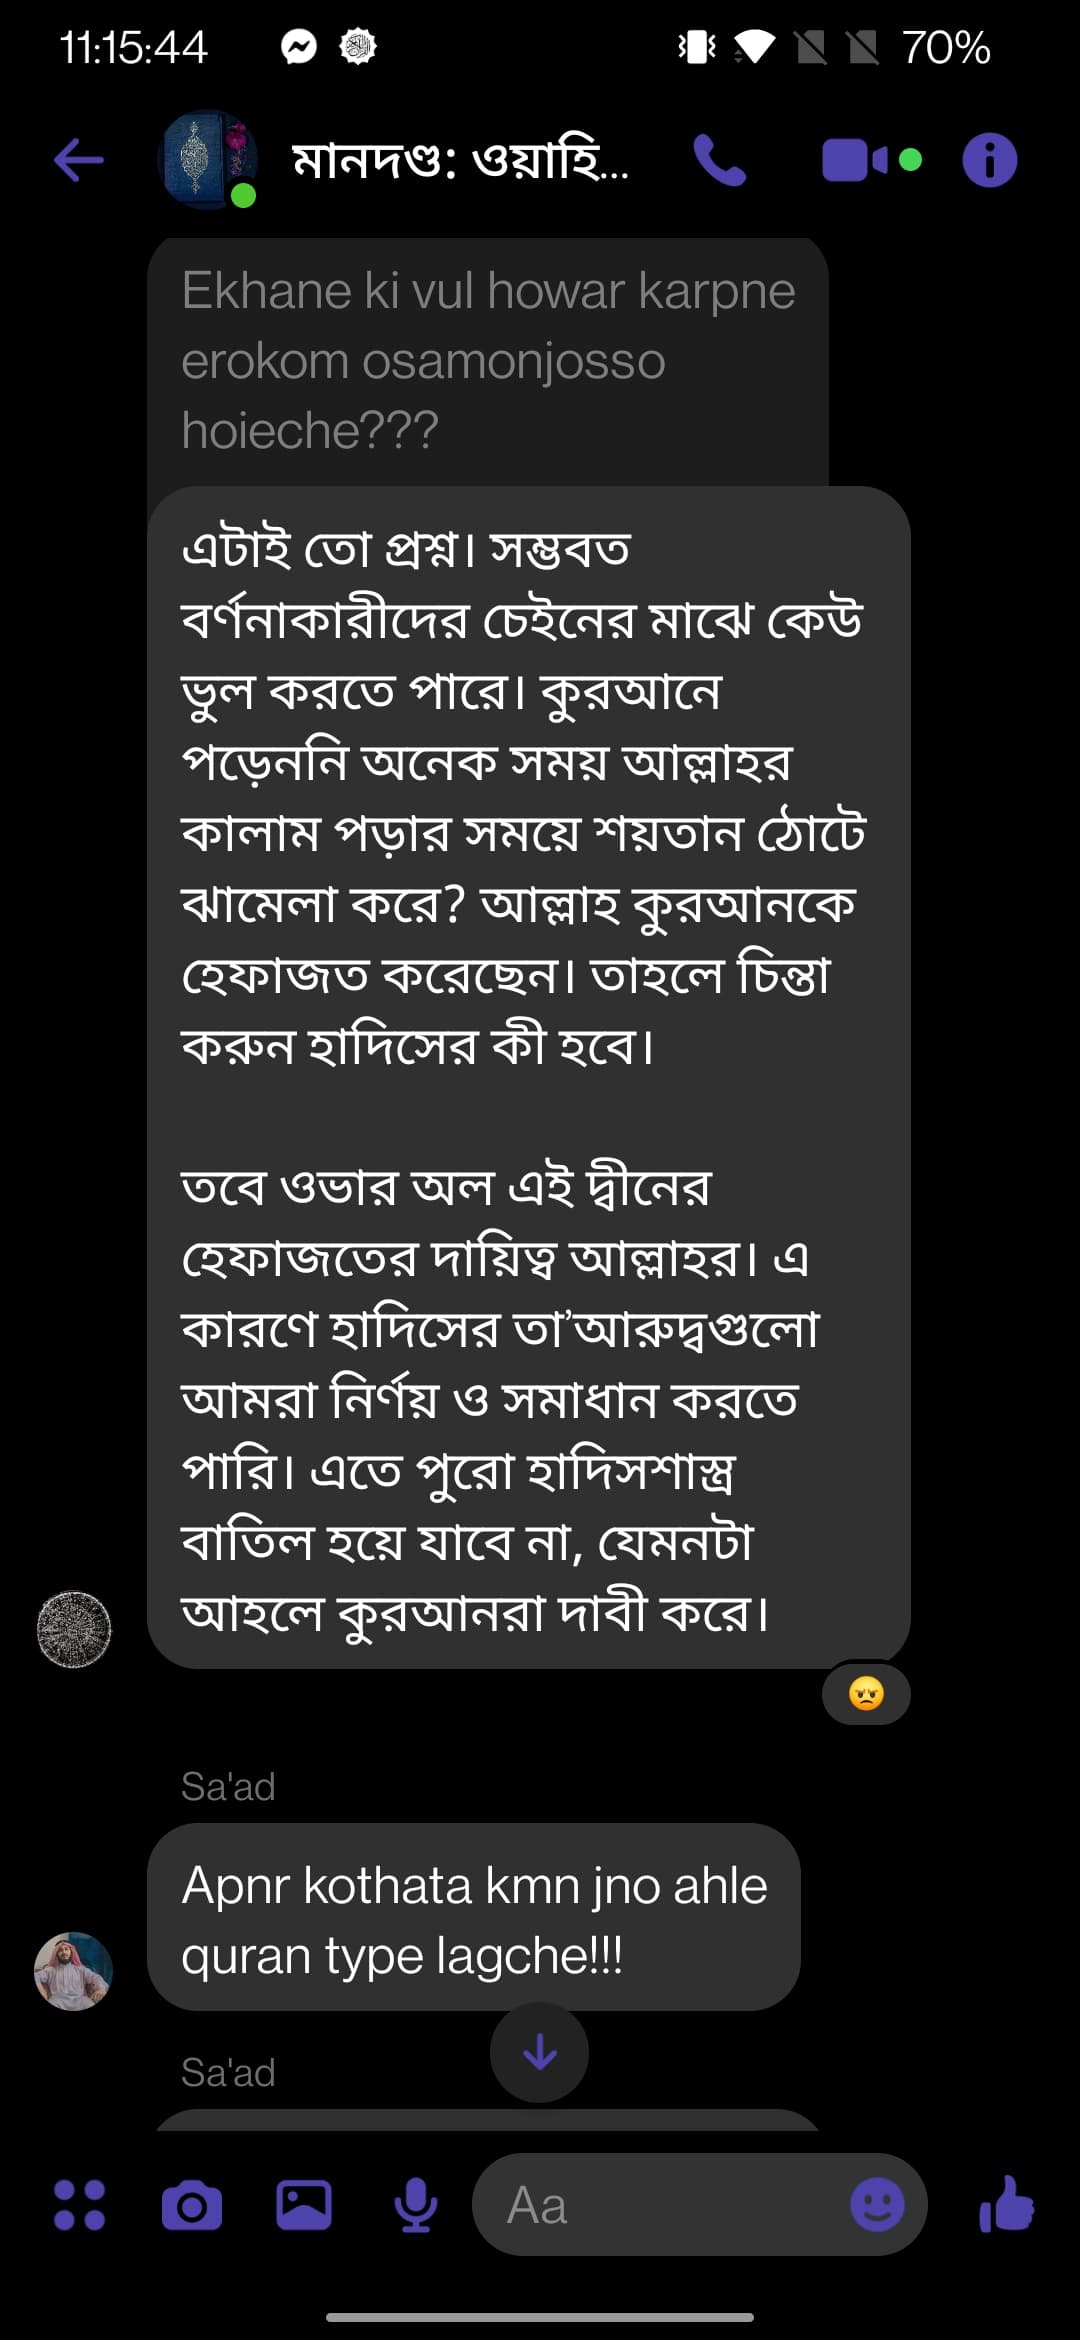 11:15:44
70%
মানদণ্ড: ওয়াহি...
Ekhane ki vul howar karpne
erokom osamonjosso
hoieche???
এটাই তো প্রশ্ন। সম্ভবত
বর্ণনাকারীদের চেইনের মাঝে কেউ
ভুল করতে পারে। কুরআনে
পড়েননি অনেক সময় আল্লাহর
কালাম পড়ার সময়ে শয়তান ঠোটে
ঝামেলা করে? আল্লাহ কুরআনকে
হেফাজত করেছেন। তাহলে চিন্তা
করুন হাদিসের কী হবে।
তবে ওভার অল এই দ্বীনের
হেফাজতের দায়িত্ব আল্লাহর। এ
কারণে হাদিসের তা'আরুদ্বগুলো
আমরা নির্ণয় ও সমাধান করতে
পারি। এতে পুরো হাদিসশাস্ত্র
বাতিল হয়ে যাবে না, যেমনটা
আহলে কুরআনরা দাবী করে।
Sa'ad
Apnr kothata kmn jno ahle
quran type lagche!!!
Sa'ad
Aa